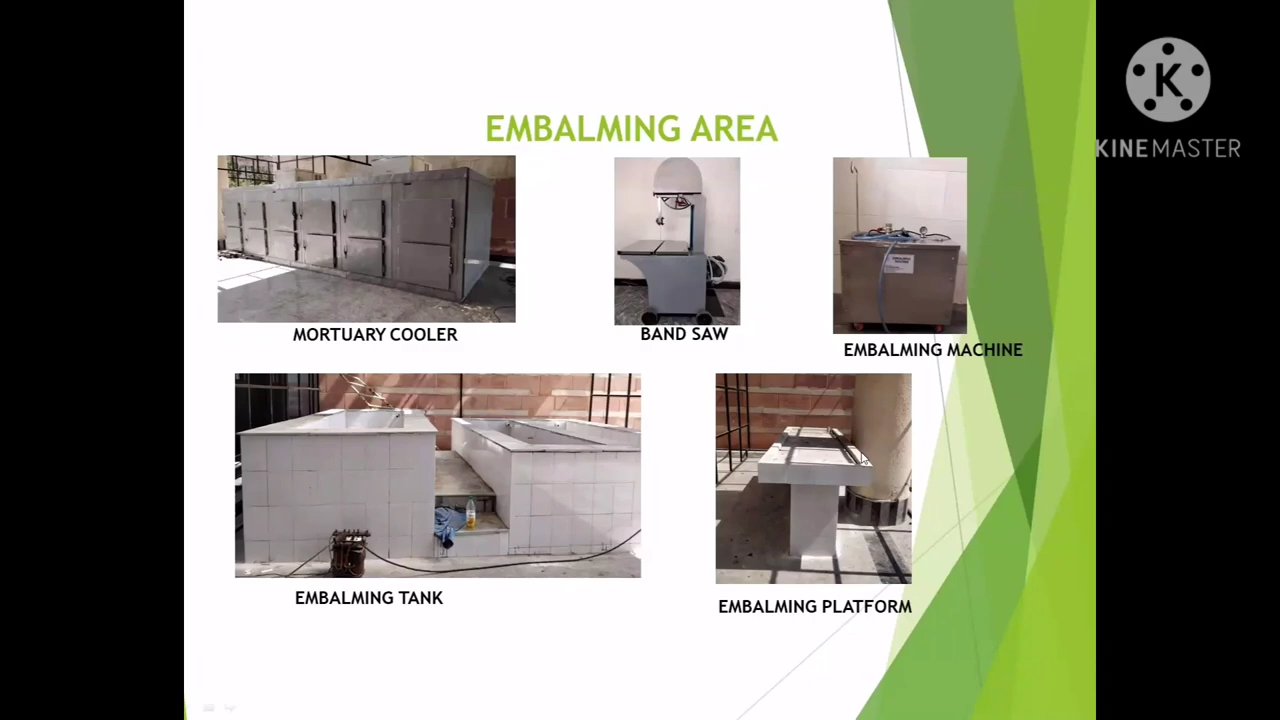 EMBALMING AREA
K
KINEMASTER
MORTUARY COOLER
BAND SAW
EMBALMING MACHINE
EMBALMING TANK
EMBALMING PLATFORM